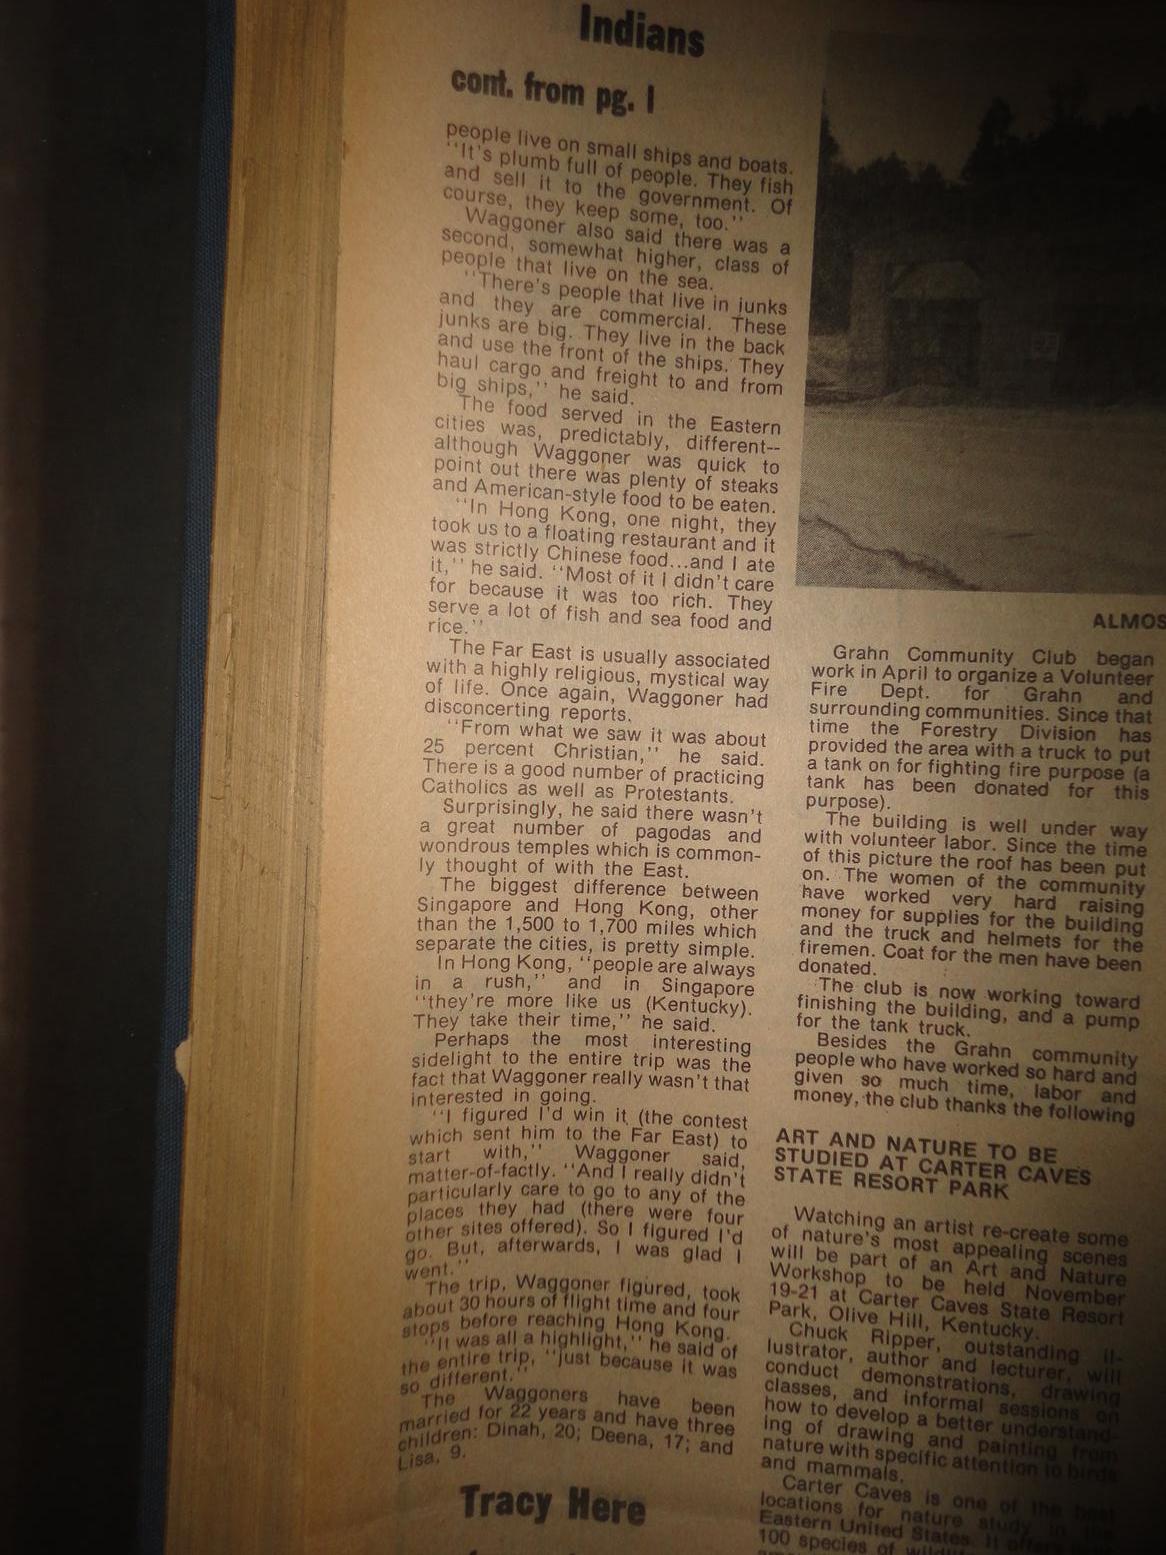 Indians
cont. from pg. 1
people live on small ships and boats.
"It's plumb full of people. They fish
and sell it to the government. Of
course, they keep some, too."
Waggoner also said there was a
second, somewhat higher, class of
people that live on the sea.
"There's people that live in junks
and they are commercial. These
junks are big. They live in the back
and use the front of the ships. They
haul cargo and freight to and from
big ships," he said.
The food served in the Eastern
cities was, predictably, different--
although Waggoner was quick to
point out there was plenty of steaks
and American-style food to be eaten.
"In Hong Kong, one night, they
took us to a floating restaurant and it
was strictly Chinese food...and I ate
it," he said. "Most of it I didn't care
for because it was too rich. They
serve a lot of fish and sea food and
rice."
The Far East is usually associated
with a highly religious, mystical way
of life. Once again, Waggoner had
disconcerting reports.
"From what we saw it was about
25 percent Christian," he said.
There is a good number of practicing
Catholics as well as Protestants.
Surprisingly, he said there wasn't
a great number of pagodas and
wondrous temples which is common-
ly thought of with the East.
The biggest difference between
Singapore and Hong Kong, other
than the 1,500 to 1,700 miles which
separate the cities, is pretty simple.
In Hong Kong, "people are always
in a rush," and in Singapore
"they're more like us (Kentucky).
They take their time," he said.
Perhaps the most interesting
sidelight to the entire trip was the
fact that Waggoner really wasn't that
interested in going.
"I figured I'd win it (the contest
which sent him to the Far East) to
start with," Waggoner said,
matter-of-factly. "And I really didn't
particularly care to go to any of the
places they had (there were four
other sites offered). So I figured I'd
go. But, afterwards, I was glad I
went."
The trip, Waggoner figured, took
about 30 hours of flight time and four
stops before reaching Hong Kong.
"It was all a highlight," he said of
the entire trip, "just because it was
so different."
The Waggoners have been
married for 22 years and have three
children: Dinah, 20; Deena, 17; and
Lisa, 9.
Tracy Here
ALMOS
Grahn Community Club began
work in April to organize a Volunteer
Fire Dept. for Grahn and
surrounding communities. Since that
time the Forestry Division has
provided the area with a truck to put
a tank on for fighting fire purpose (a
tank has been donated for this
purpose).
The building is well under way
with volunteer labor. Since the time
of this picture the roof has been put
on. The women of the community
have worked very hard raising
money for supplies for the building
and the truck and helmets for the
firemen. Coat for the men have been
donated.
The club is now working toward
finishing the building, and a pump
for the tank truck.
Besides the Grahn community
people who have worked so hard and
given so much time, labor and
money, the club thanks the following
ART AND NATURE TO BE
STUDIED AT CARTER CAVES
STATE RESORT PARK
Watching an artist re-create some
of nature's most appealing scenes
will be part of an Art and Nature
Workshop to be held November
19-21 at Carter Caves State Resort
Park, Olive Hill, Kentucky.
Chuck Ripper, outstanding il-
lustrator, author and lecturer, will
conduct demonstrations, drawing
classes, and informal sessions on
how to develop a better understand-
ing of drawing and painting from
nature with specific attention to birds
and mammals.
Carter Caves is one of the best
locations for nature study in the
Eastern United States. It offers
100 species of